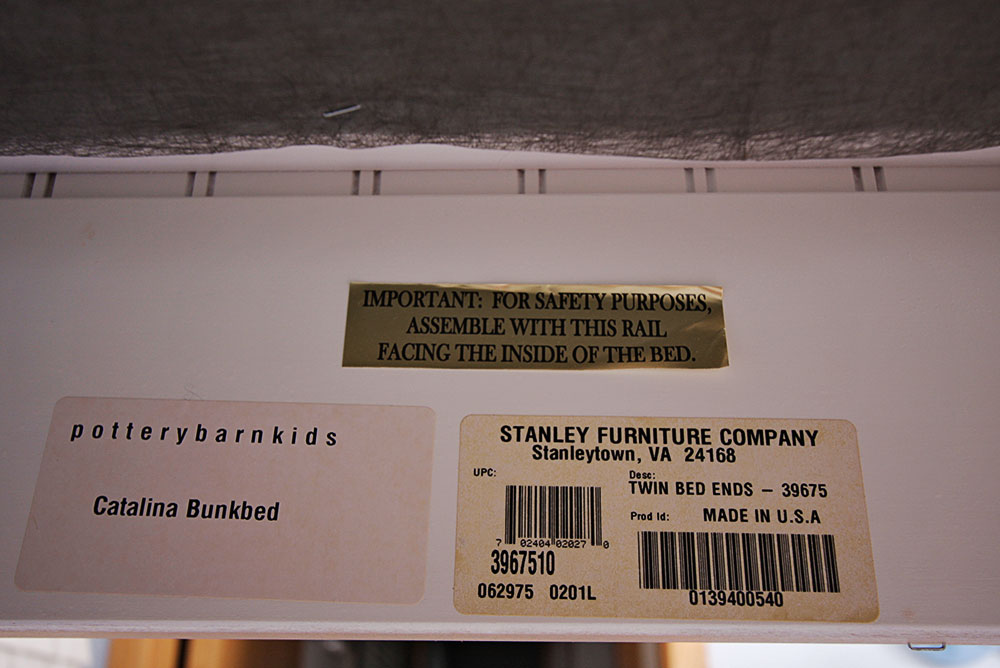 IMPORTANT: FOR SAFETY PURPOSES,
ASSEMBLE WITH THIS RAIL
FACING THE INSIDE OF THE BED.
potterybarnkids
Catalina Bunkbed
STANLEY FURNITURE COMPANY
Stanleytown, VA 24168
UPC:
7 02404 02027 0
3967510
062975 0201L
Desc:
TWIN BED ENDS – 39675
Prod Id: MADE IN U.S.A
0139400540